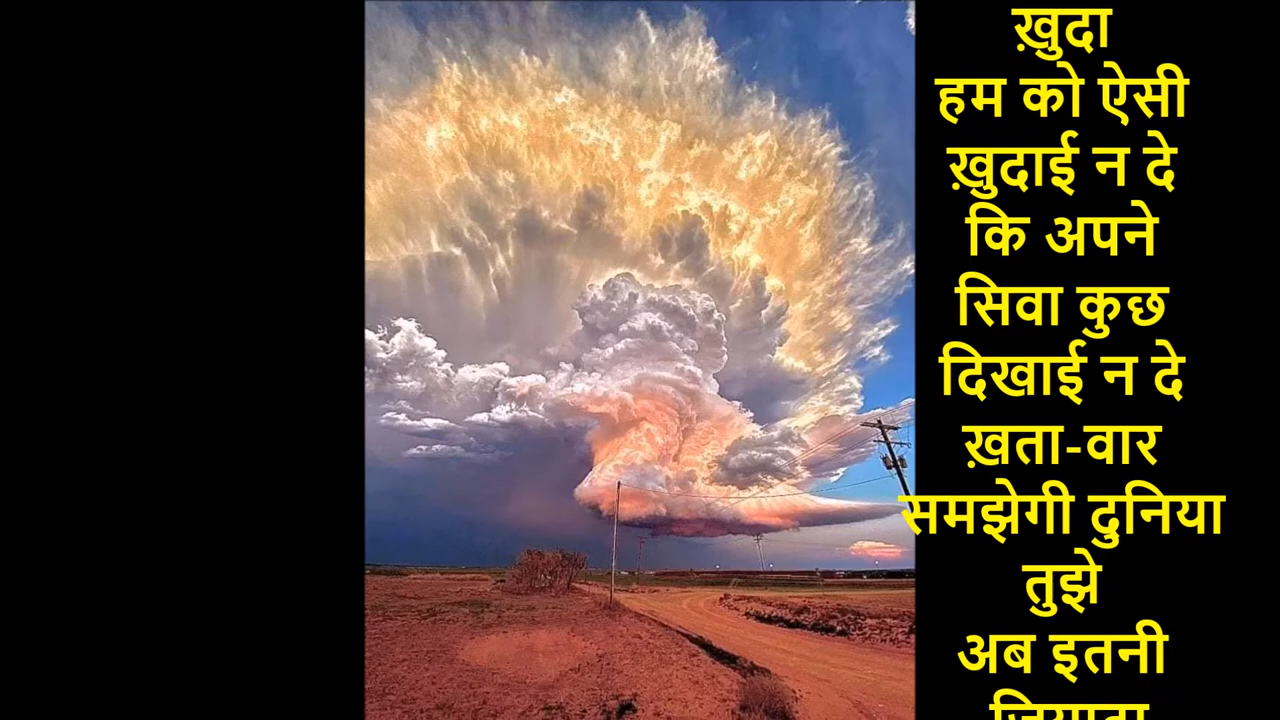 ख़ुदा
हम को ऐसी
ख़ुदाई न दे
कि अपने
सिवा कुछ
दिखाई न दे
ख़ता-वार
समझेगी दुनिया
तुझे
अब इतनी